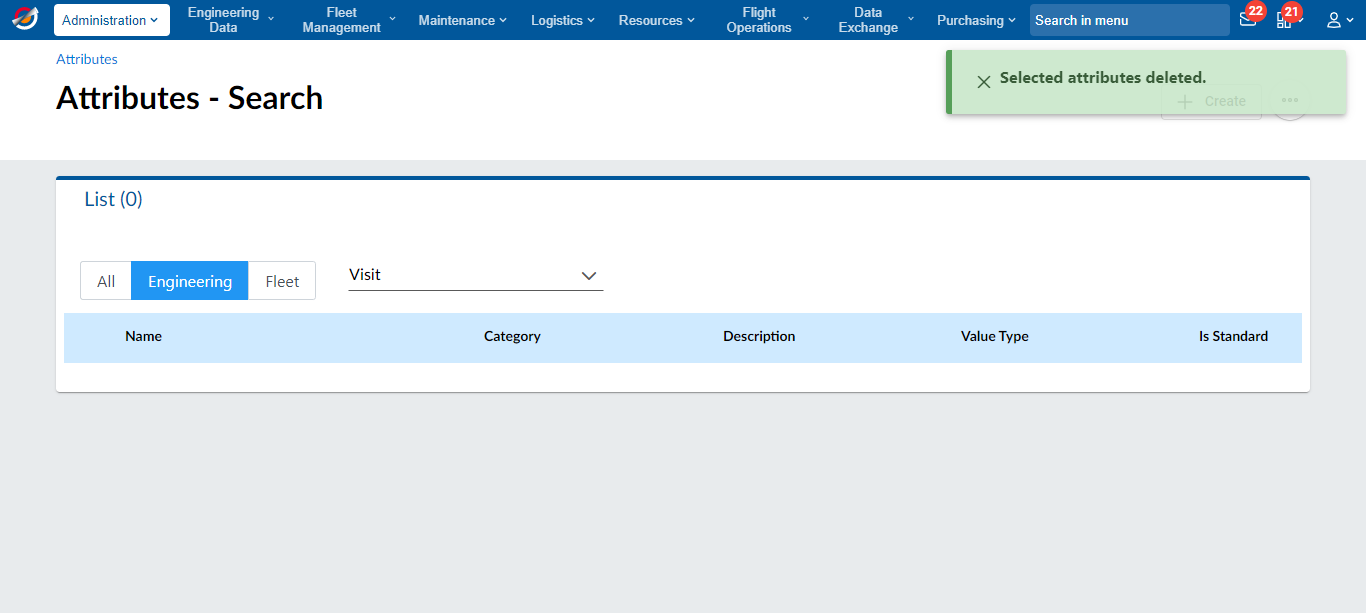 Administration
Engineering
Data
Fleet
Management
Maintenance
Logistics
Resources
Flight
Operations
Data
Exchange
Purchasing
Search in menu
22
21
Attributes
Attributes - Search
Selected attributes deleted.
Create
List (0)
All
Engineering
Fleet
Visit
Name
Category
Description
Value Type
Is Standard